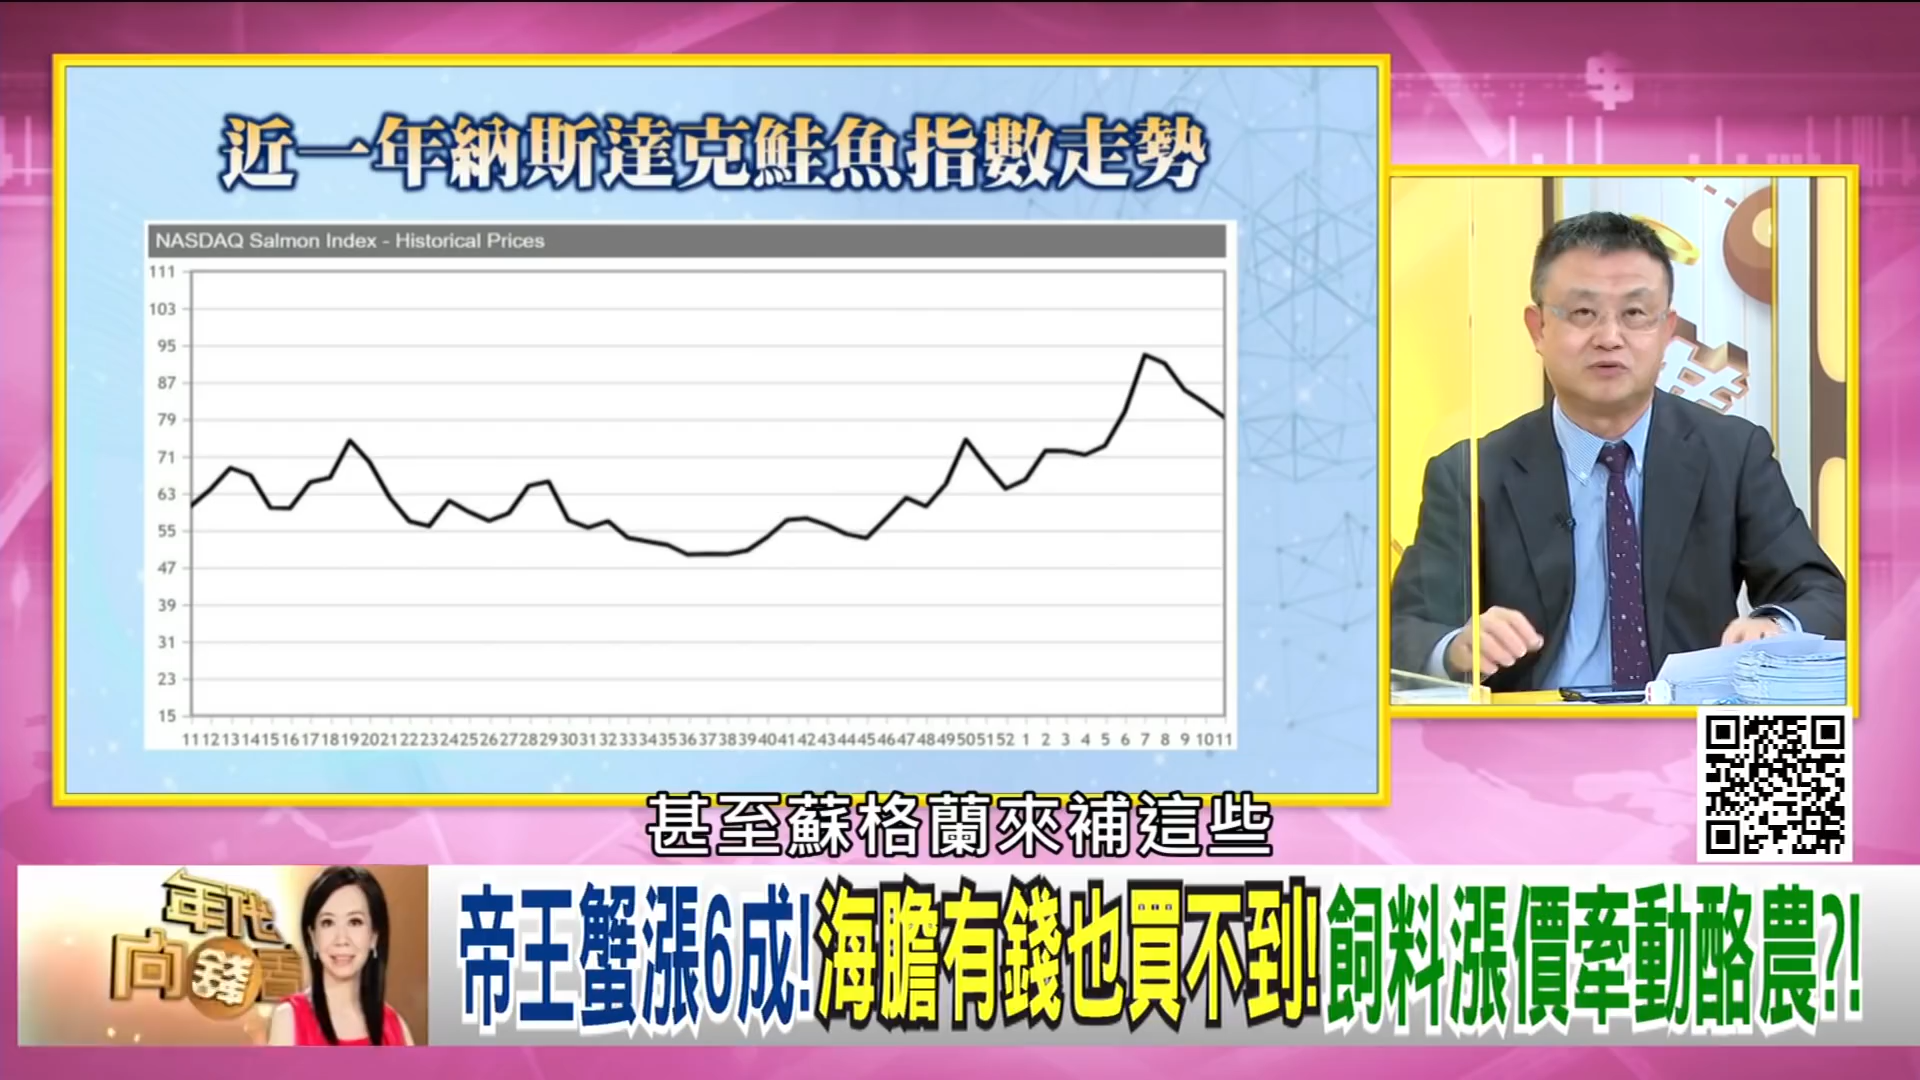 近一年納斯達克鮭魚指數走勢
NASDAQ Salmon Index - Historical Prices
111
103
95
87
79
71
63
55
47
39
31
23
15
11 12 13 14 15 16 17 18 19 20 21 22 23 24 25 26 27 28 29 30 31 32 33 34 35 36 37 38 39 40 41 42 43 44 45 46 47 48 49 50 51 52 1 2 3 4 5 6 7 8 9 10 11
甚至蘇格蘭來補這些
年代
向錢看
帝王蟹漲6成!海膽有錢也買不到!飼料漲價牽動酪農?!